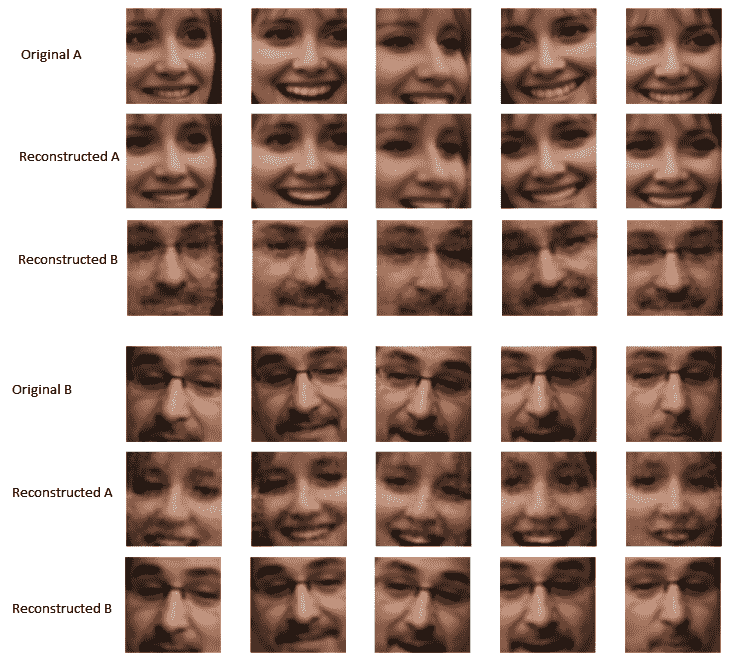 Original A
Reconstructed A
Reconstructed B
Original B
Reconstructed A
Reconstructed B